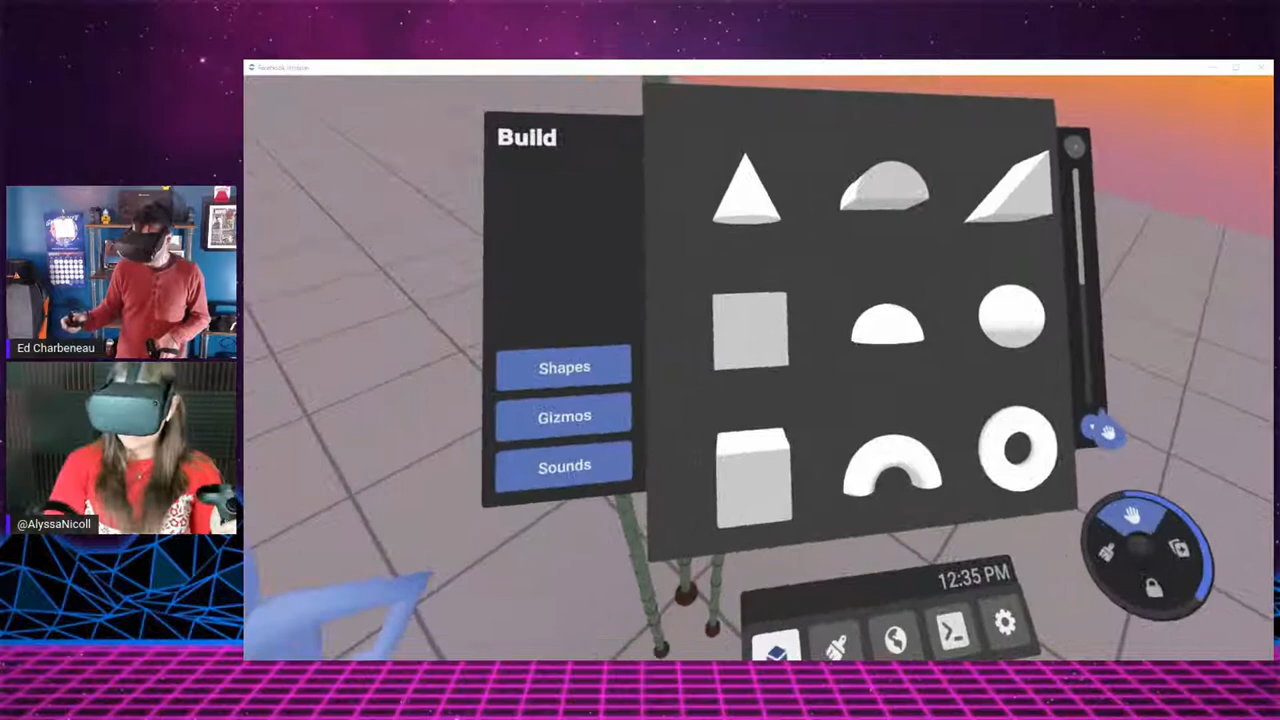 Build
Shapes
Gizmos
Sounds
12:35 PM
Ed Charbeneau
@AlyssaNicoll